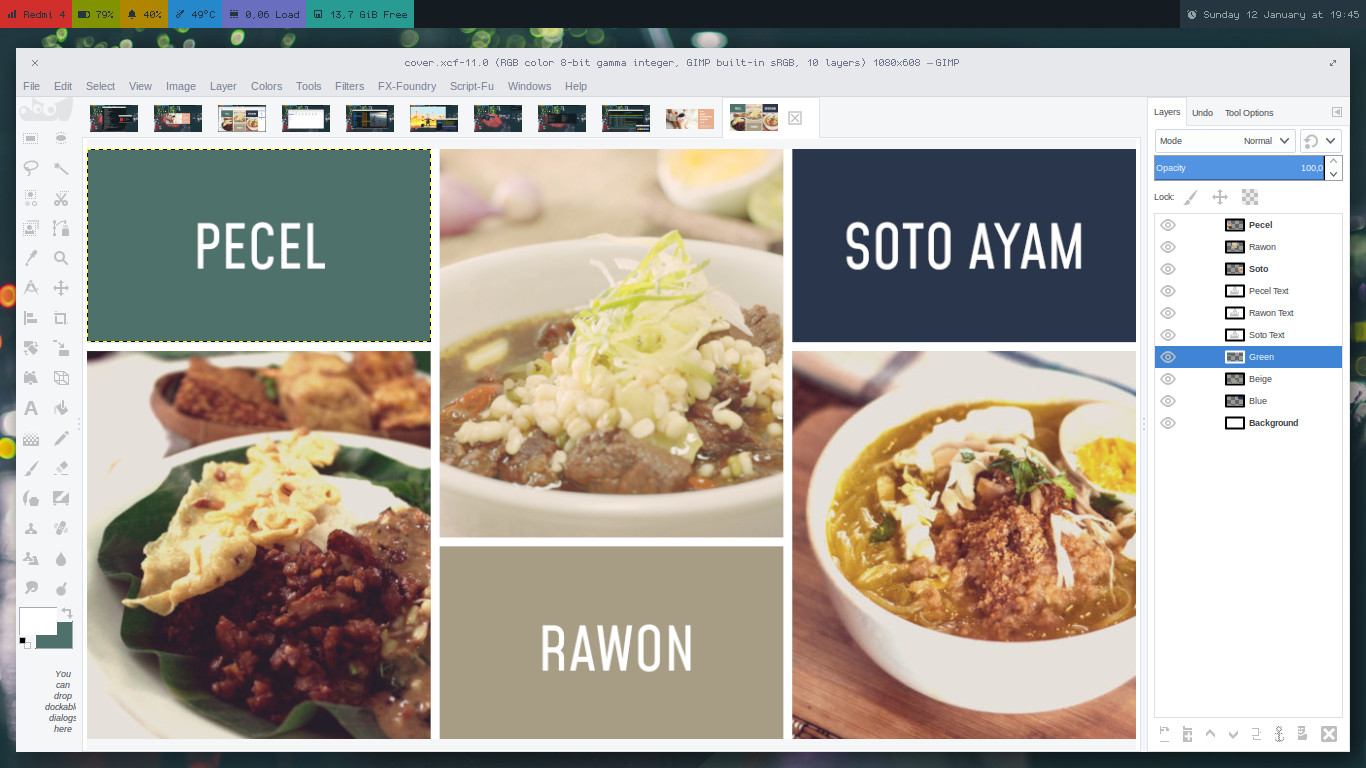 Redmi 4 79% 40% 49°C 0,06 Load 13,7 GiB Free Sunday 12 January at 19:45
cover.xcf-11.0 (RGB color 8-bit gamma integer, GIMP built-in sRGB, 10 layers) 1080x608 – GIMP
File Edit Select View Image Layer Colors Tools Filters FX-Foundry Script-Fu Windows Help
Layers Undo Tool Options
Mode Normal
Opacity 100,0
Lock:
Pecel
Rawon
Soto
Pecel Text
Rawon Text
Soto Text
Green
Beige
Blue
Background
PECEL
SOTO AYAM
RAWON
You
can
drop
dockable
dialogs
here